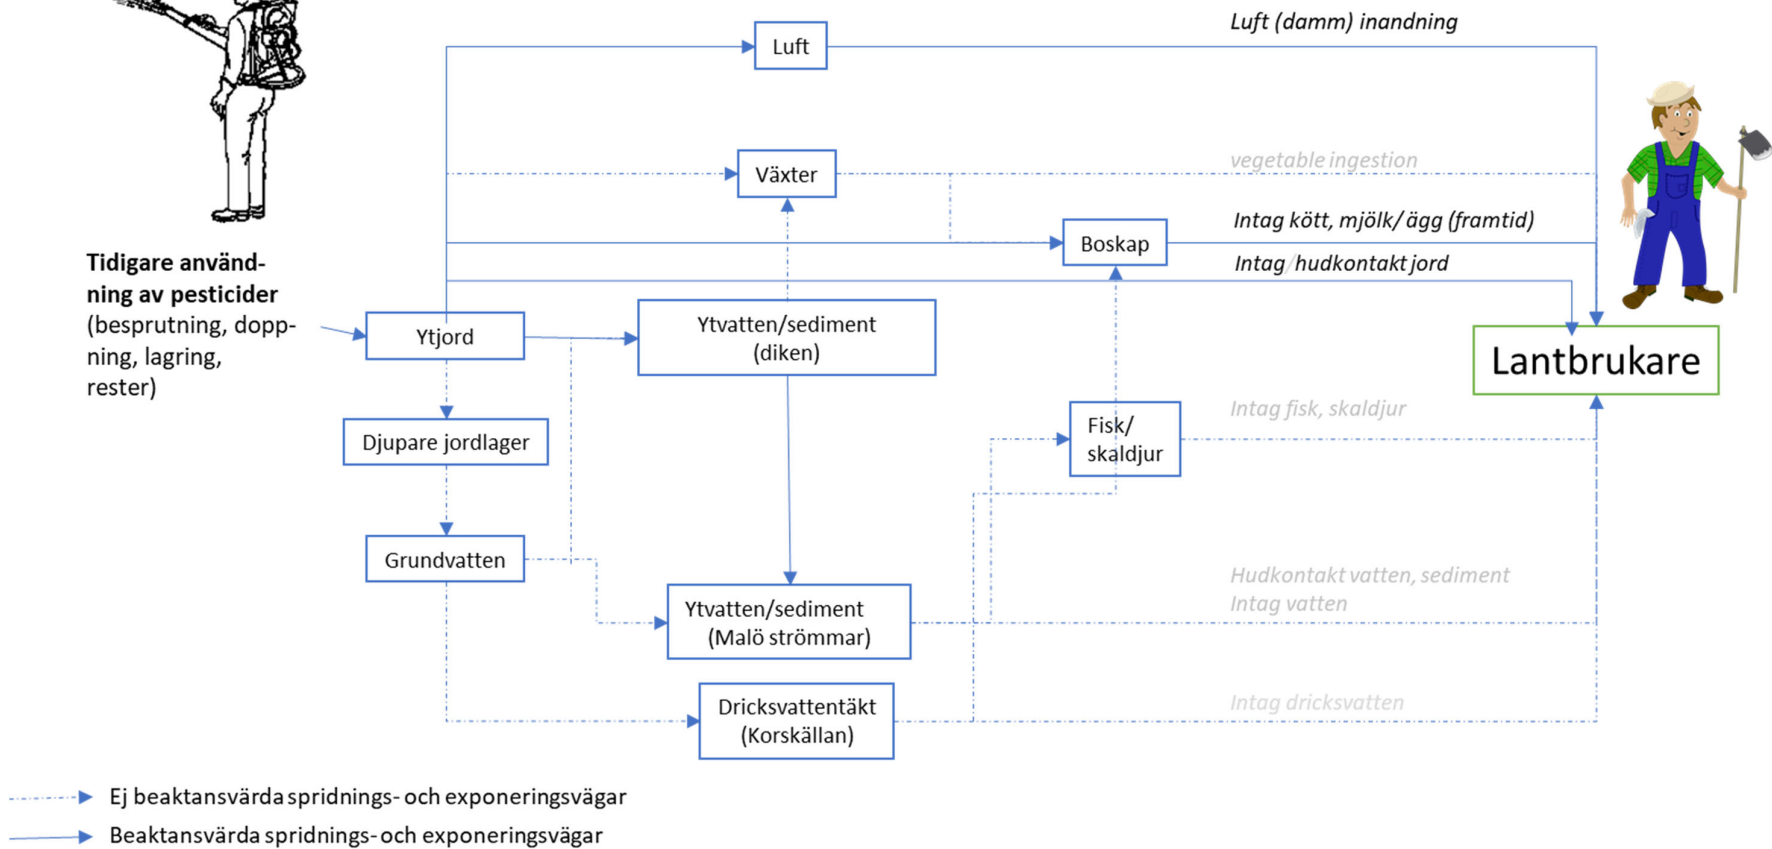 Luft (damm) inandning
Luft
vegetable ingestion
Växter
Intag kött, mjölk/ ägg (framtid)
Boskap
Intag/hudkontakt jord
Tidigare använd-
ning av pesticider
(besprutning, dopp-
ning, lagring,
rester)
Ytjord
Ytvatten/sediment
(diken)
Lantbrukare
Djupare jordlager
Fisk/
skaldjur
Intag fisk, skaldjur
Grundvatten
Ytvatten/sediment
(Malö strömmar)
Hudkontakt vatten, sediment
Intag vatten
Dricksvattentäkt
(Korskällan)
Intag dricksvatten
Ej beaktansvärda spridnings- och exponeringsvägar
Beaktansvärda spridnings- och exponeringsvägar